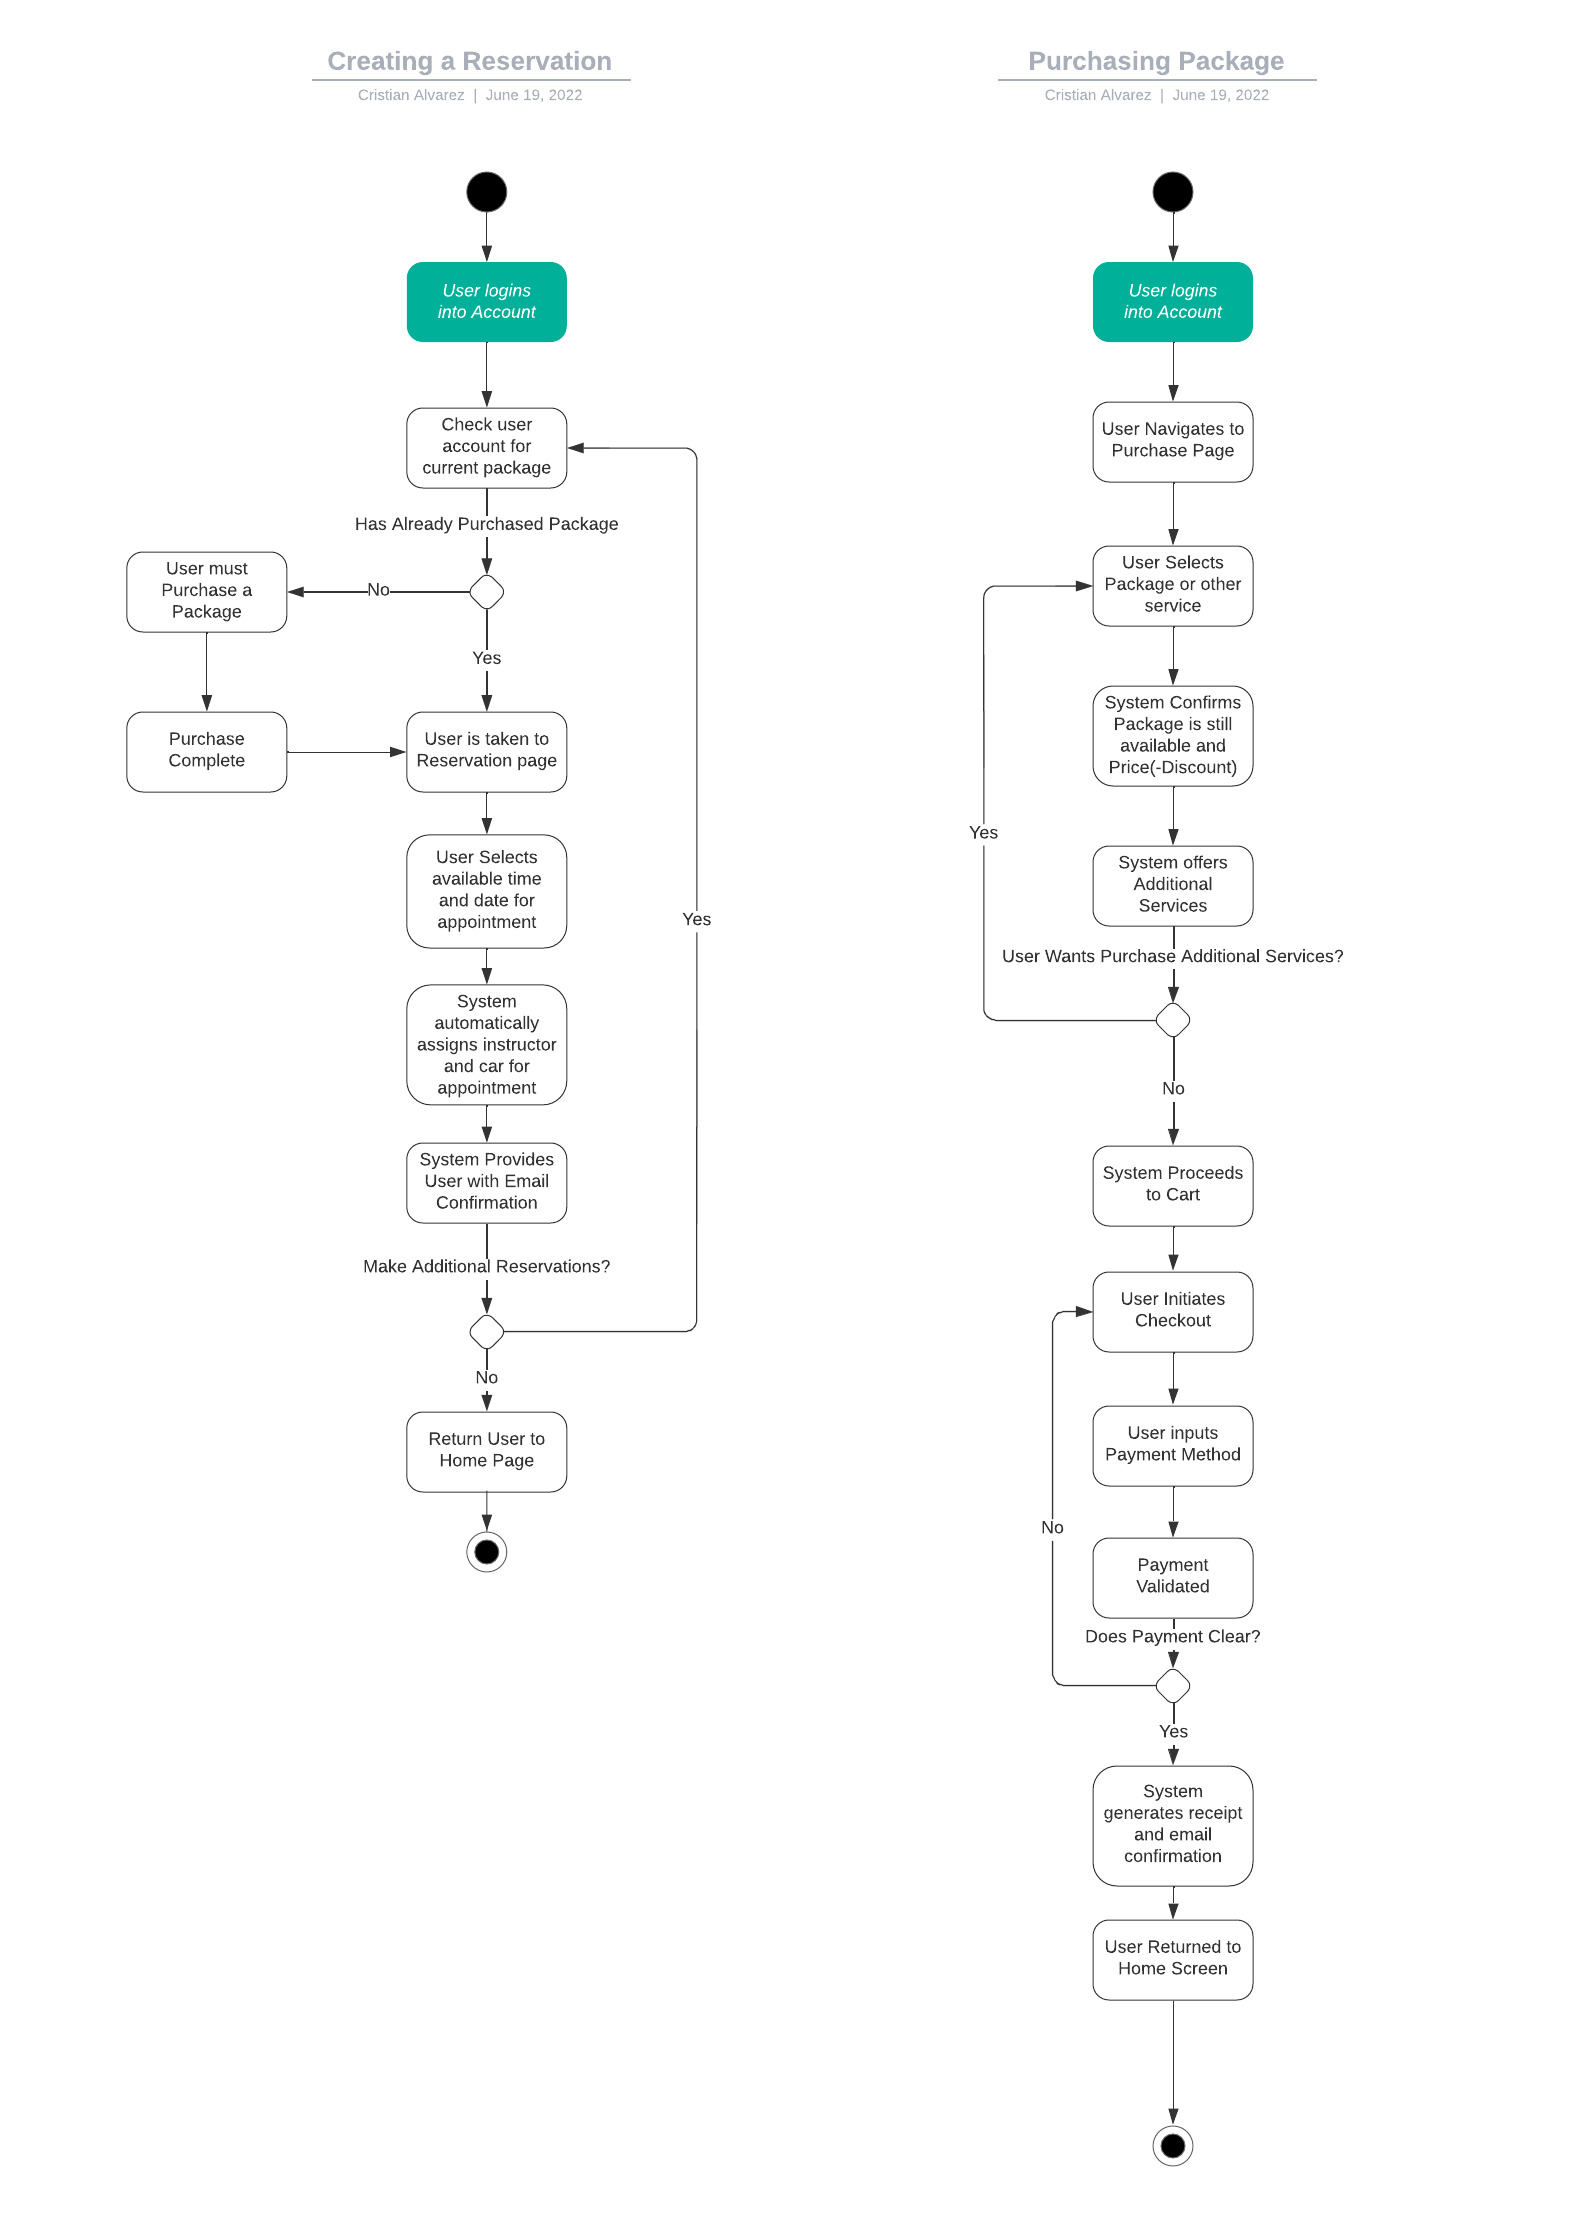 Creating a Reservation
Cristian Alvarez | June 19, 2022
User logins
into Account
Check user
account for
current package
Has Already Purchased Package
No
User must
Purchase a
Package
Yes
Purchase
Complete
User is taken to
Reservation page
User Selects
available time
and date for
appointment
Yes
System
automatically
assigns instructor
and car for
appointment
System Provides
User with Email
Confirmation
Make Additional Reservations?
No
Return User to
Home Page
Purchasing Package
Cristian Alvarez | June 19, 2022
User logins
into Account
User Navigates to
Purchase Page
User Selects
Package or other
service
System Confirms
Package is still
available and
Price(-Discount)
Yes
System offers
Additional
Services
User Wants Purchase Additional Services?
No
System Proceeds
to Cart
User Initiates
Checkout
User inputs
Payment Method
No
Payment
Validated
Does Payment Clear?
Yes
System
generates receipt
and email
confirmation
User Returned to
Home Screen